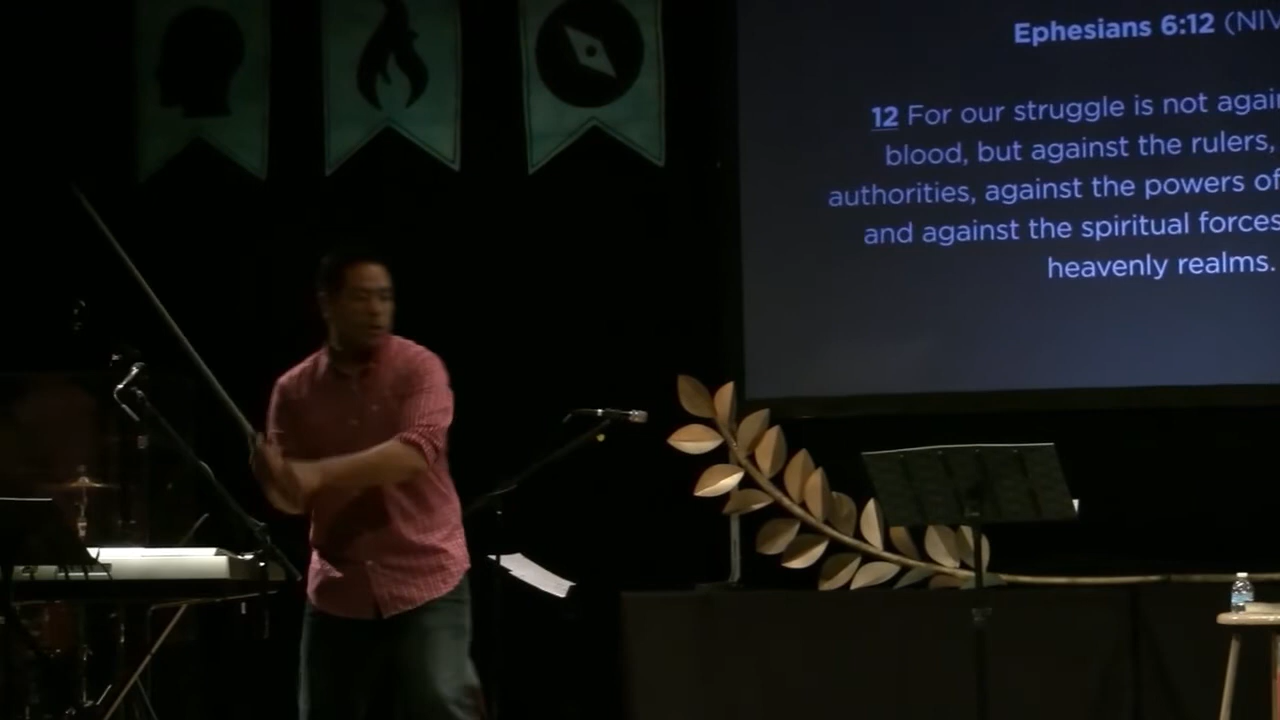 Ephesians 6:12 (NIV
12 For our struggle is not again
blood, but against the rulers,
authorities, against the powers of
and against the spiritual forces
heavenly realms.